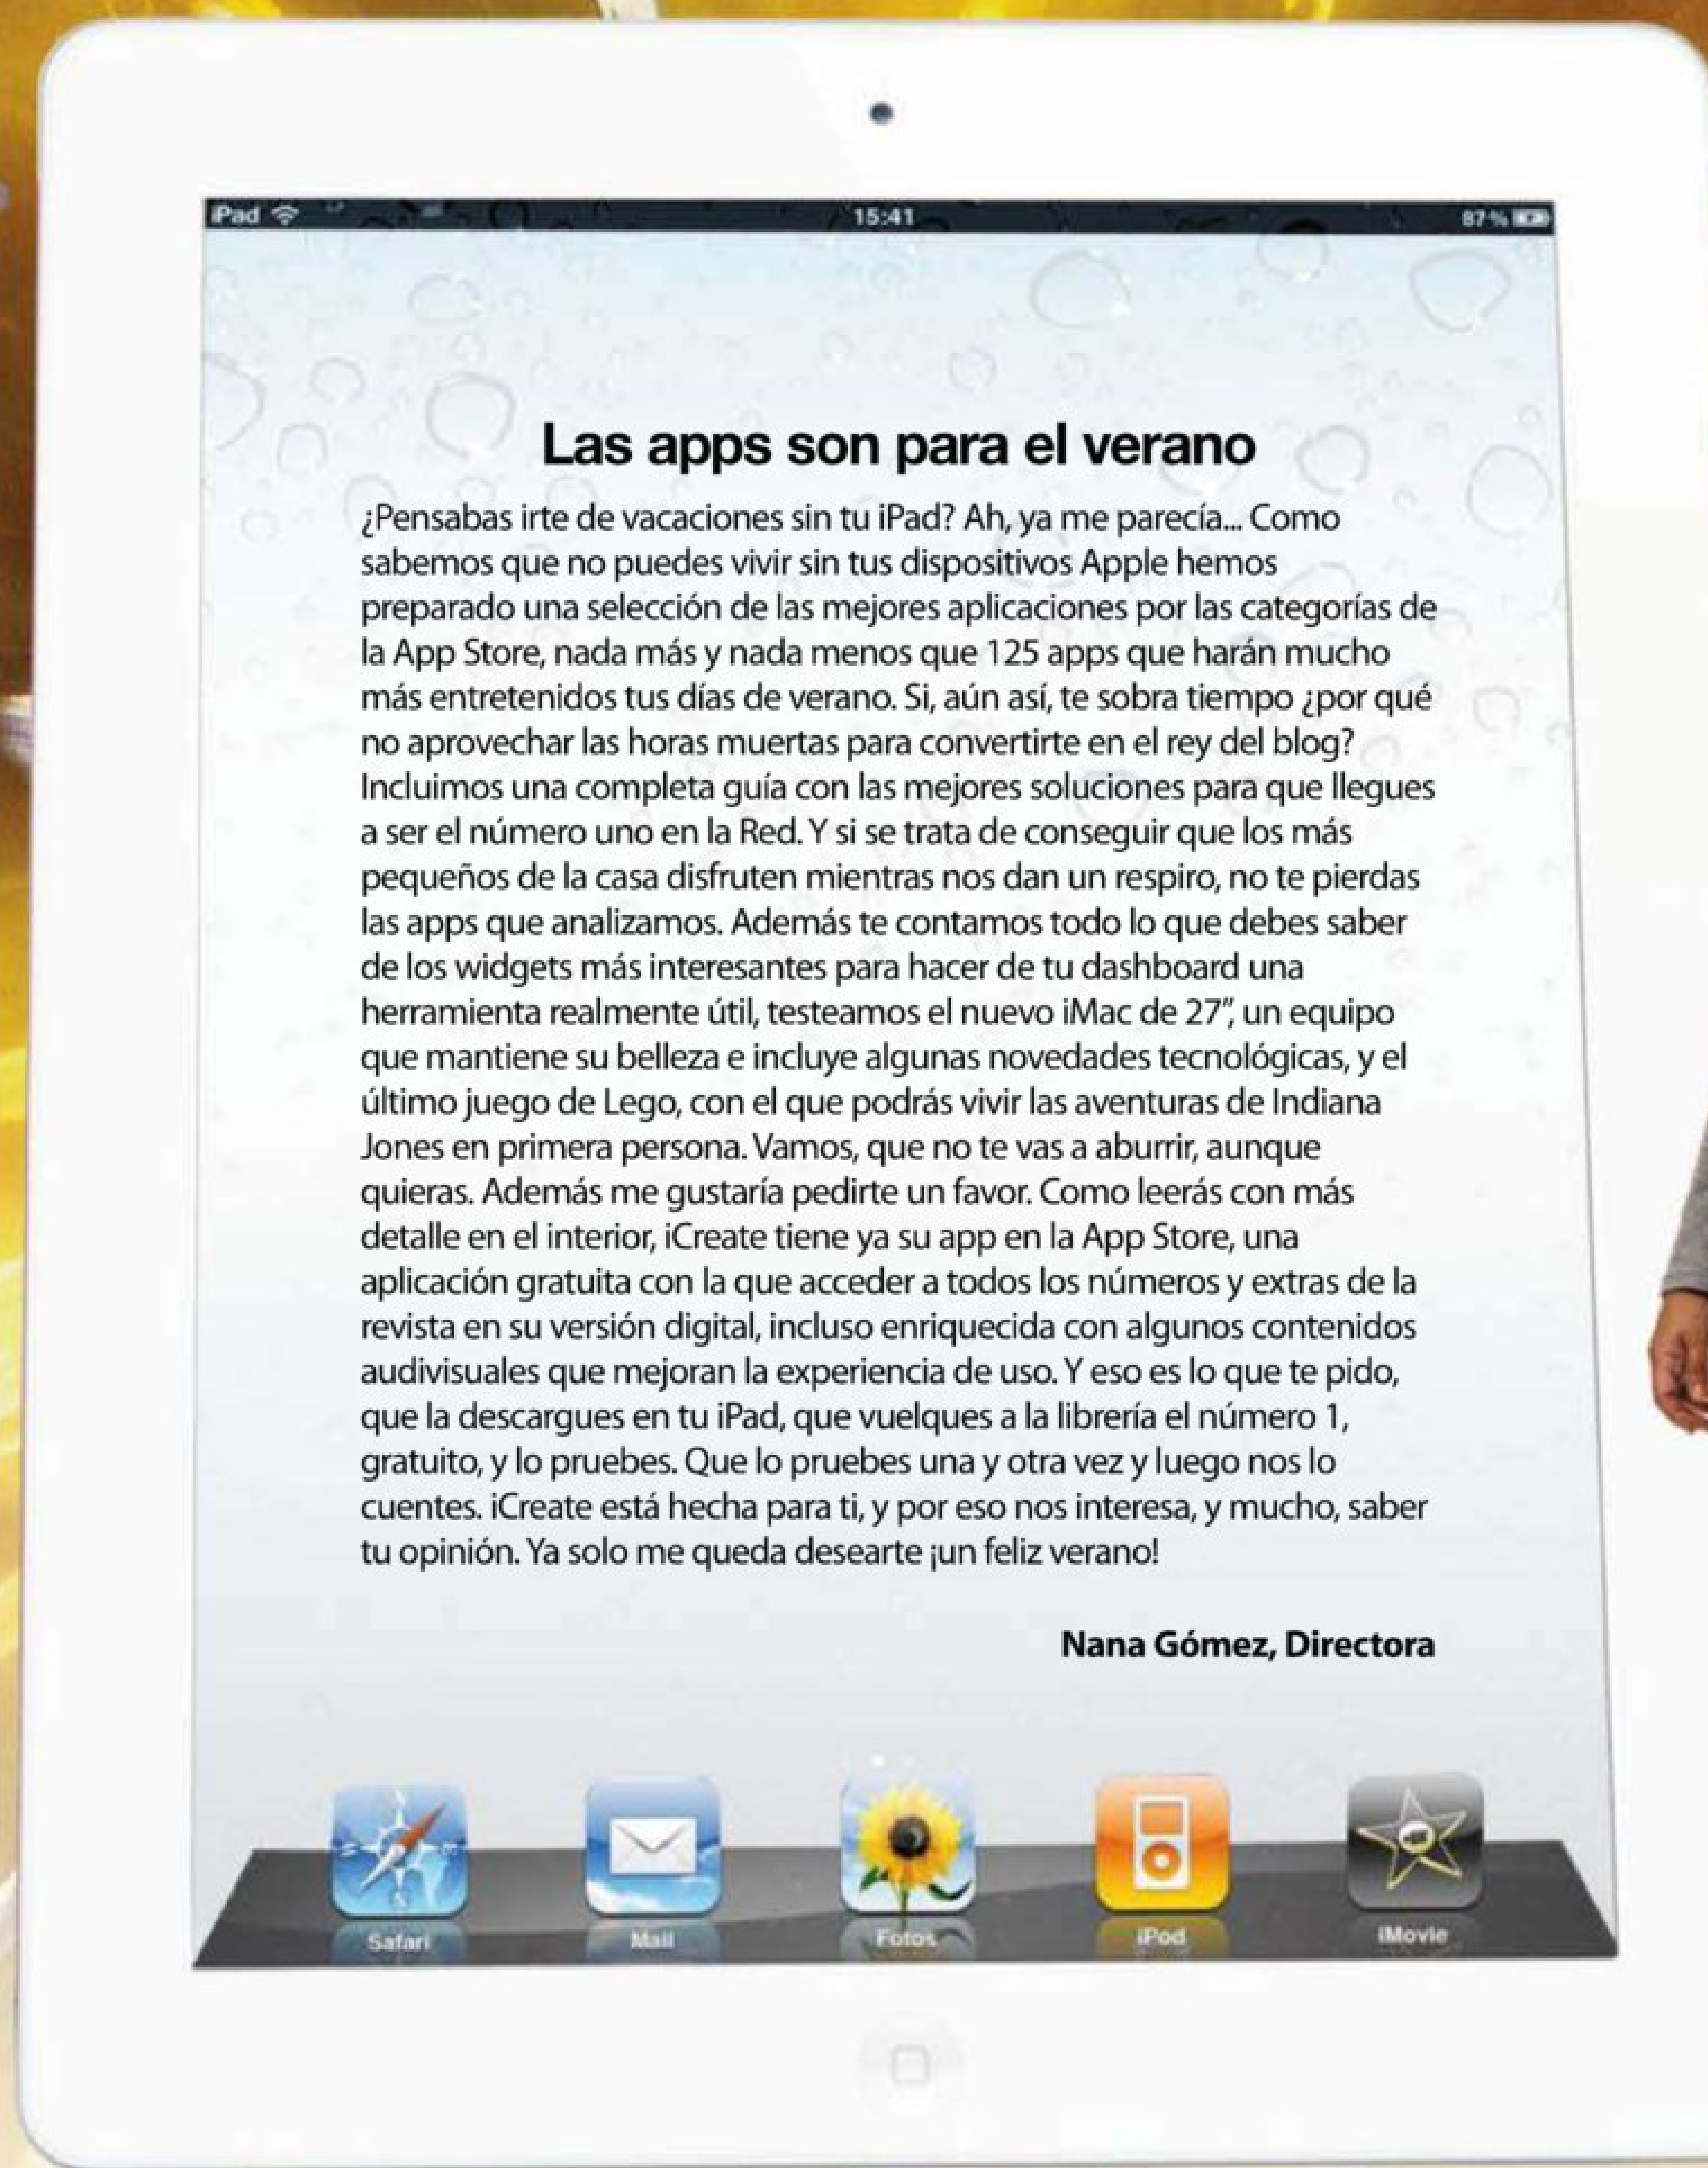 iPad 15:41 87 %
Las apps son para el verano
¿Pensabas irte de vacaciones sin tu iPad? Ah, ya me parecía... Como
sabemos que no puedes vivir sin tus dispositivos Apple hemos
preparado una selección de las mejores aplicaciones por las categorías de
la App Store, nada más y nada menos que 125 apps que harán mucho
más entretenidos tus días de verano. Si, aún así, te sobra tiempo ¿por qué
no aprovechar las horas muertas para convertirte en el rey del blog?
Incluimos una completa guía con las mejores soluciones para que llegues
a ser el número uno en la Red. Y si se trata de conseguir que los más
pequeños de la casa disfruten mientras nos dan un respiro, no te pierdas
las apps que analizamos. Además te contamos todo lo que debes saber
de los widgets más interesantes para hacer de tu dashboard una
herramienta realmente útil, testeamos el nuevo iMac de 27”, un equipo
que mantiene su belleza e incluye algunas novedades tecnológicas, y el
último juego de Lego, con el que podrás vivir las aventuras de Indiana
Jones en primera persona. Vamos, que no te vas a aburrir, aunque
quieras. Además me gustaría pedirte un favor. Como leerás con más
detalle en el interior, iCreate tiene ya su app en la App Store, una
aplicación gratuita con la que acceder a todos los números y extras de la
revista en su versión digital, incluso enriquecida con algunos contenidos
audivisuales que mejoran la experiencia de uso. Y eso es lo que te pido,
que la descargues en tu iPad, que vuelques a la librería el número 1,
gratuito, y lo pruebes. Que lo pruebes una y otra vez y luego nos lo
cuentes. iCreate está hecha para ti, y por eso nos interesa, y mucho, saber
tu opinión. Ya solo me queda desearte ¡un feliz verano!
Nana Gómez, Directora
Safari Mail Fotos iPod iMovie